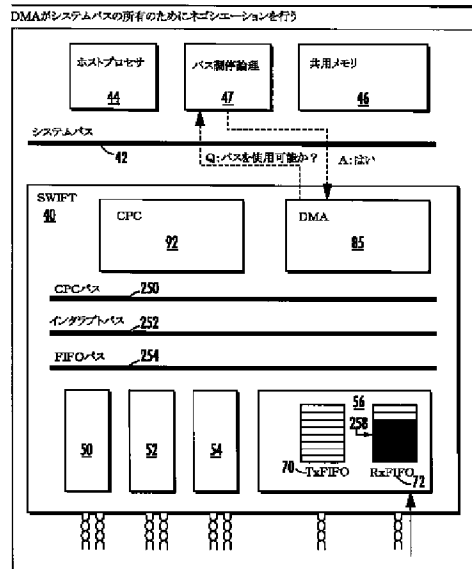 DMAがシステムバスの所有のためにネゴシエーションを行う
ホストプロセサ
44
バス制停論理
47
共用メモリ
46
システムバス
42
Q:バスを使用可能か?
A:はい
SWIFT
40
CPC
92
DMA
85
CPCバス
250
インタラプトバス
252
FIFOバス
254
50
52
54
56
258
70
TxFIFO
RxFIFO
72